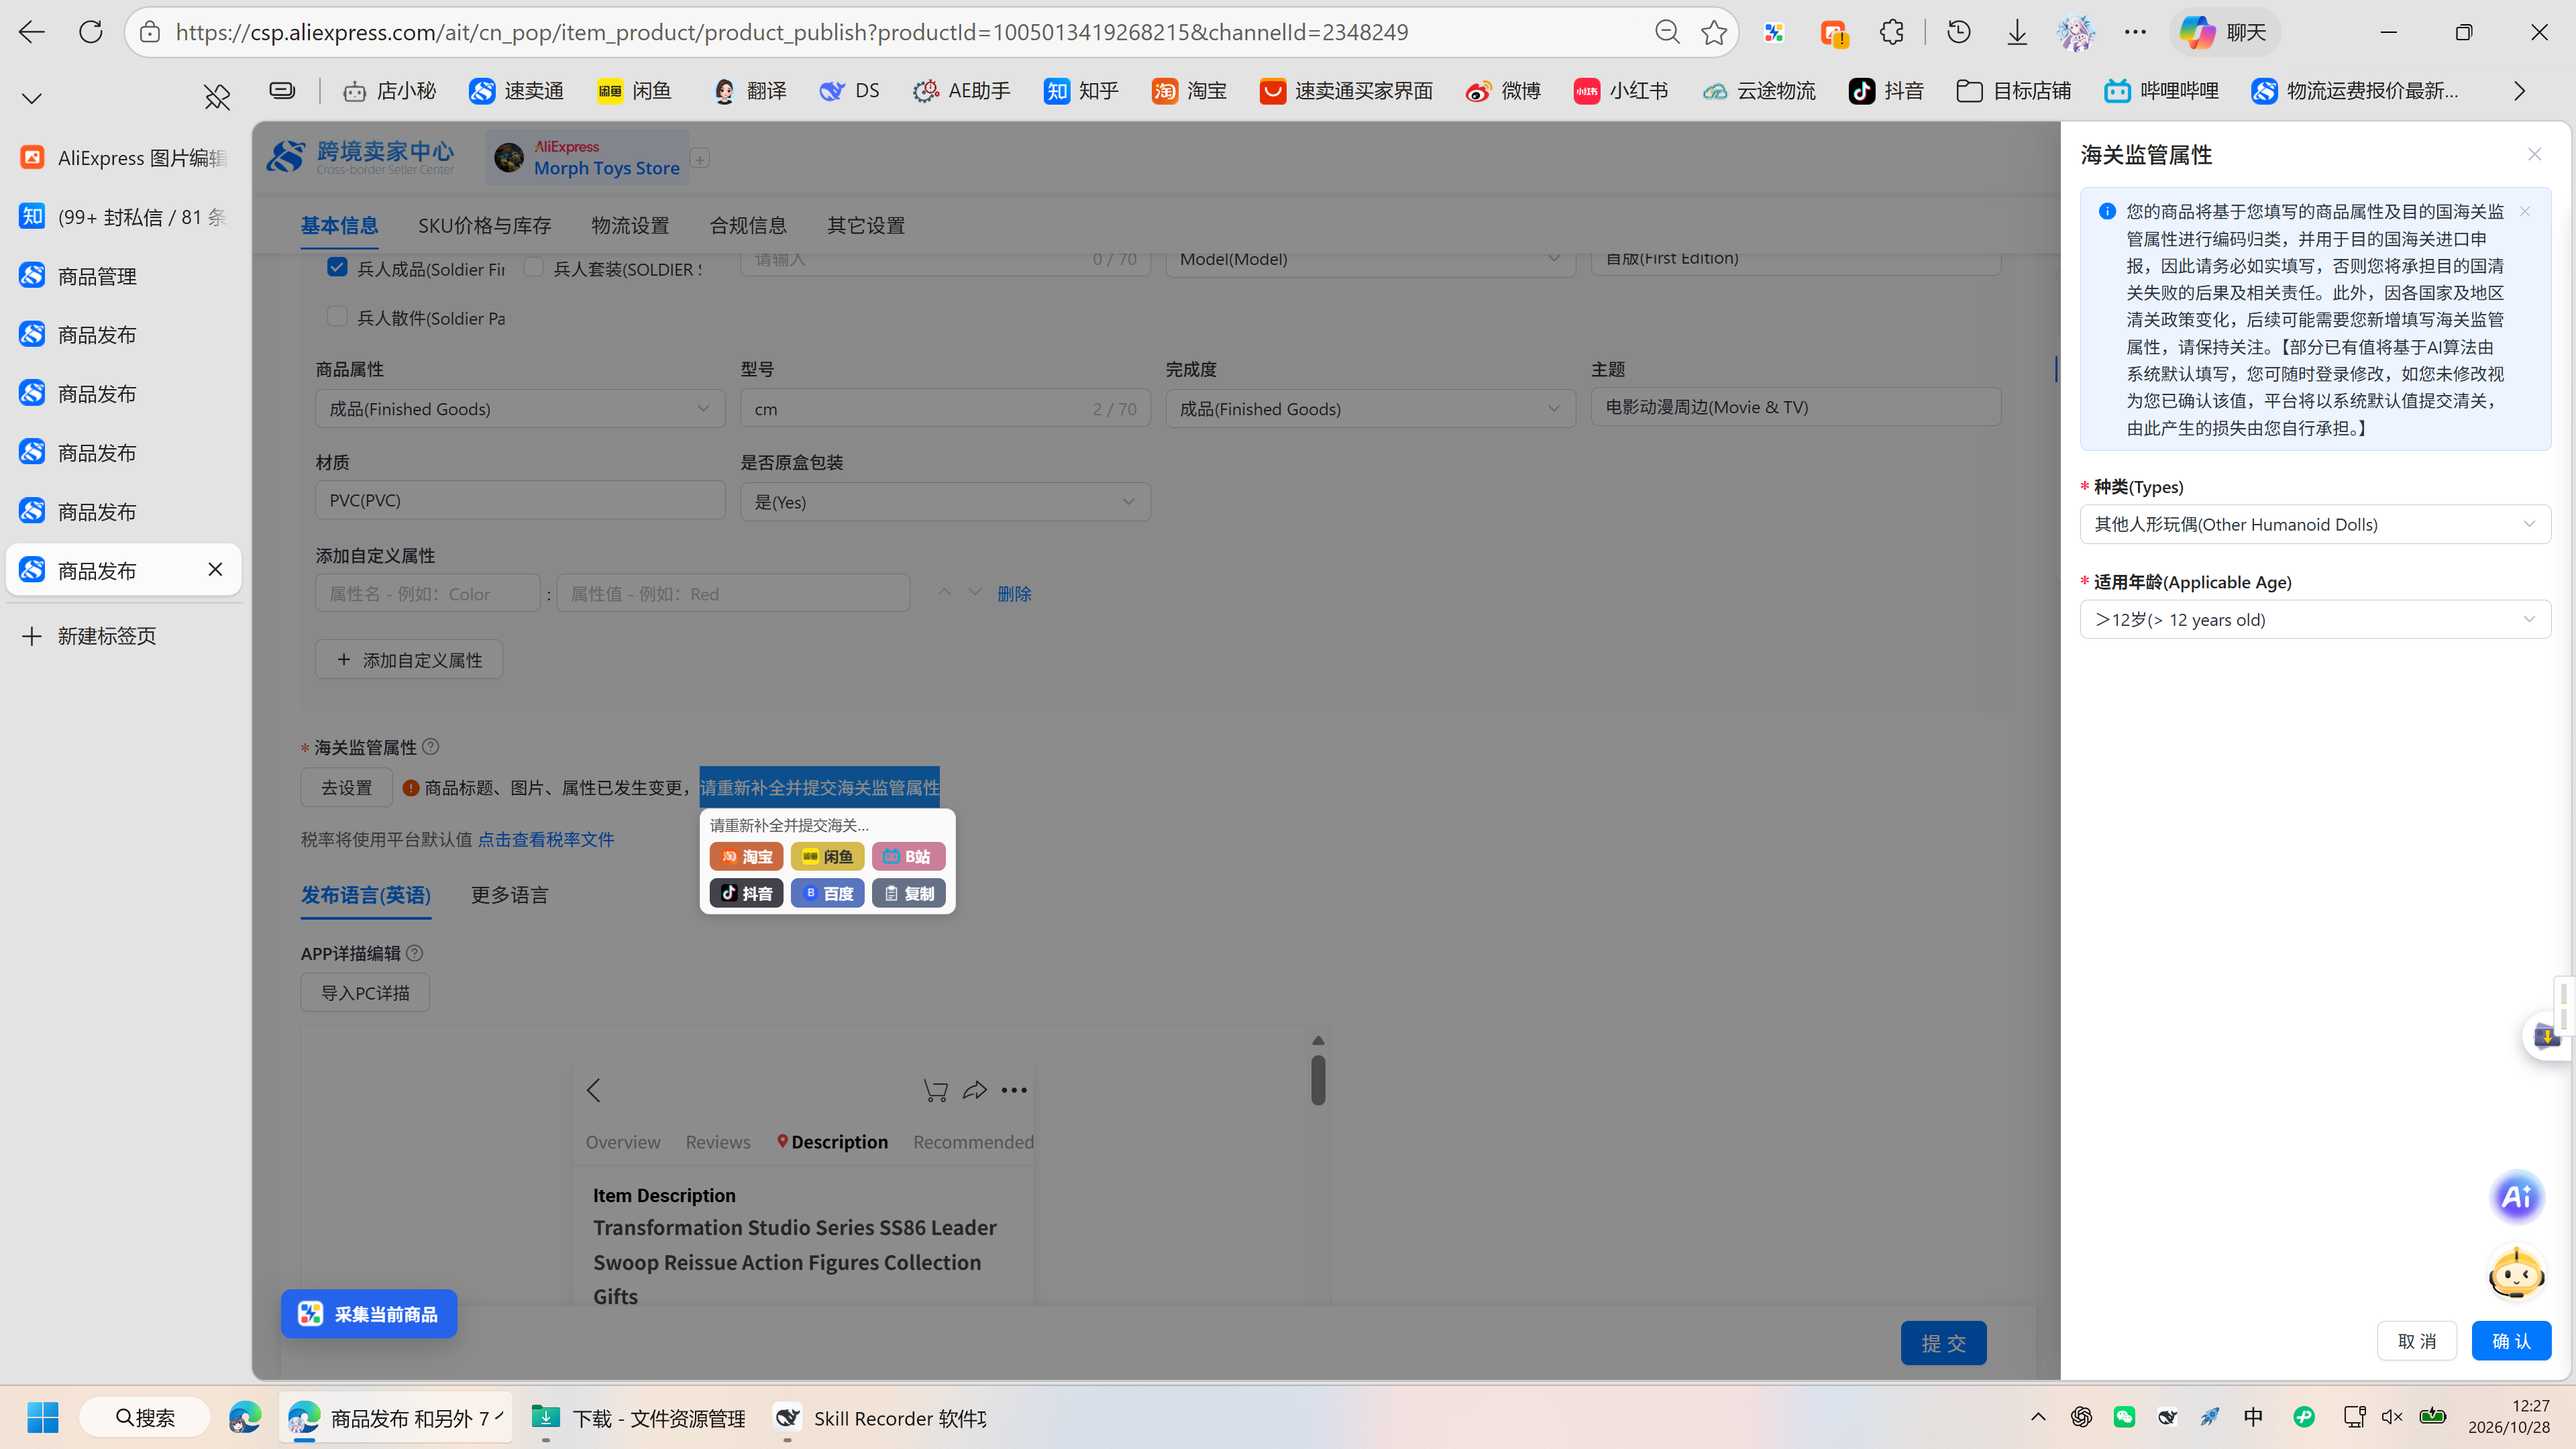 https://csp.aliexpress.com/ait/cn_pop/item_product/product_publish?productId=1005013419268215&channelId=2348249
聊天
店小秘
速卖通
闲鱼
翻译
DS
AE助手
知乎
淘宝
速卖通买家界面
微博
小红书
云途物流
抖音
目标店铺
哔哩哔哩
物流运费报价最新...
AliExpress 图片编辑
(99+ 封私信 / 81 条
商品管理
商品发布
商品发布
商品发布
商品发布
商品发布
新建标签页
跨境卖家中心
Cross-border Seller Center
AliExpress
Morph Toys Store
基本信息
SKU价格与库存
物流设置
合规信息
其它设置
兵人成品(Soldier Fir
兵人套装(SOLDIER S
请输入
0 / 70
Model(Model)
首版(First Edition)
兵人散件(Soldier Pa
商品属性
型号
完成度
主题
成品(Finished Goods)
cm
2 / 70
成品(Finished Goods)
电影动漫周边(Movie & TV)
材质
是否原盒包装
PVC(PVC)
是(Yes)
添加自定义属性
属性名 - 例如：Color
:
属性值 - 例如：Red
删除
添加自定义属性
* 海关监管属性
去设置
商品标题、图片、属性已发生变更，请重新补全并提交海关监管属性
请重新补全并提交海关...
淘宝
闲鱼
B站
抖音
百度
复制
税率将使用平台默认值 点击查看税率文件
发布语言(英语)
更多语言
APP详描编辑
导入PC详描
Overview
Reviews
Description
Recommended
Item Description
Transformation Studio Series SS86 Leader
Swoop Reissue Action Figures Collection
Gifts
采集当前商品
提 交
海关监管属性
您的商品将基于您填写的商品属性及目的国海关监
管属性进行编码归类，并用于目的国海关进口申
报，因此请务必如实填写，否则您将承担目的国清
关失败的后果及相关责任。此外，因各国家及地区
清关政策变化，后续可能需要您新增填写海关监管
属性，请保持关注。【部分已有值将基于AI算法由
系统默认填写，您可随时登录修改，如您未修改视
为您已确认该值，平台将以系统默认值提交清关，
由此产生的损失由您自行承担。】
* 种类(Types)
其他人形玩偶(Other Humanoid Dolls)
* 适用年龄(Applicable Age)
＞12岁(> 12 years old)
Ai
取 消
确 认
搜索
商品发布 和另外 7 个
下载 - 文件资源管理
Skill Recorder 软件工
中
12:27
2026/10/28